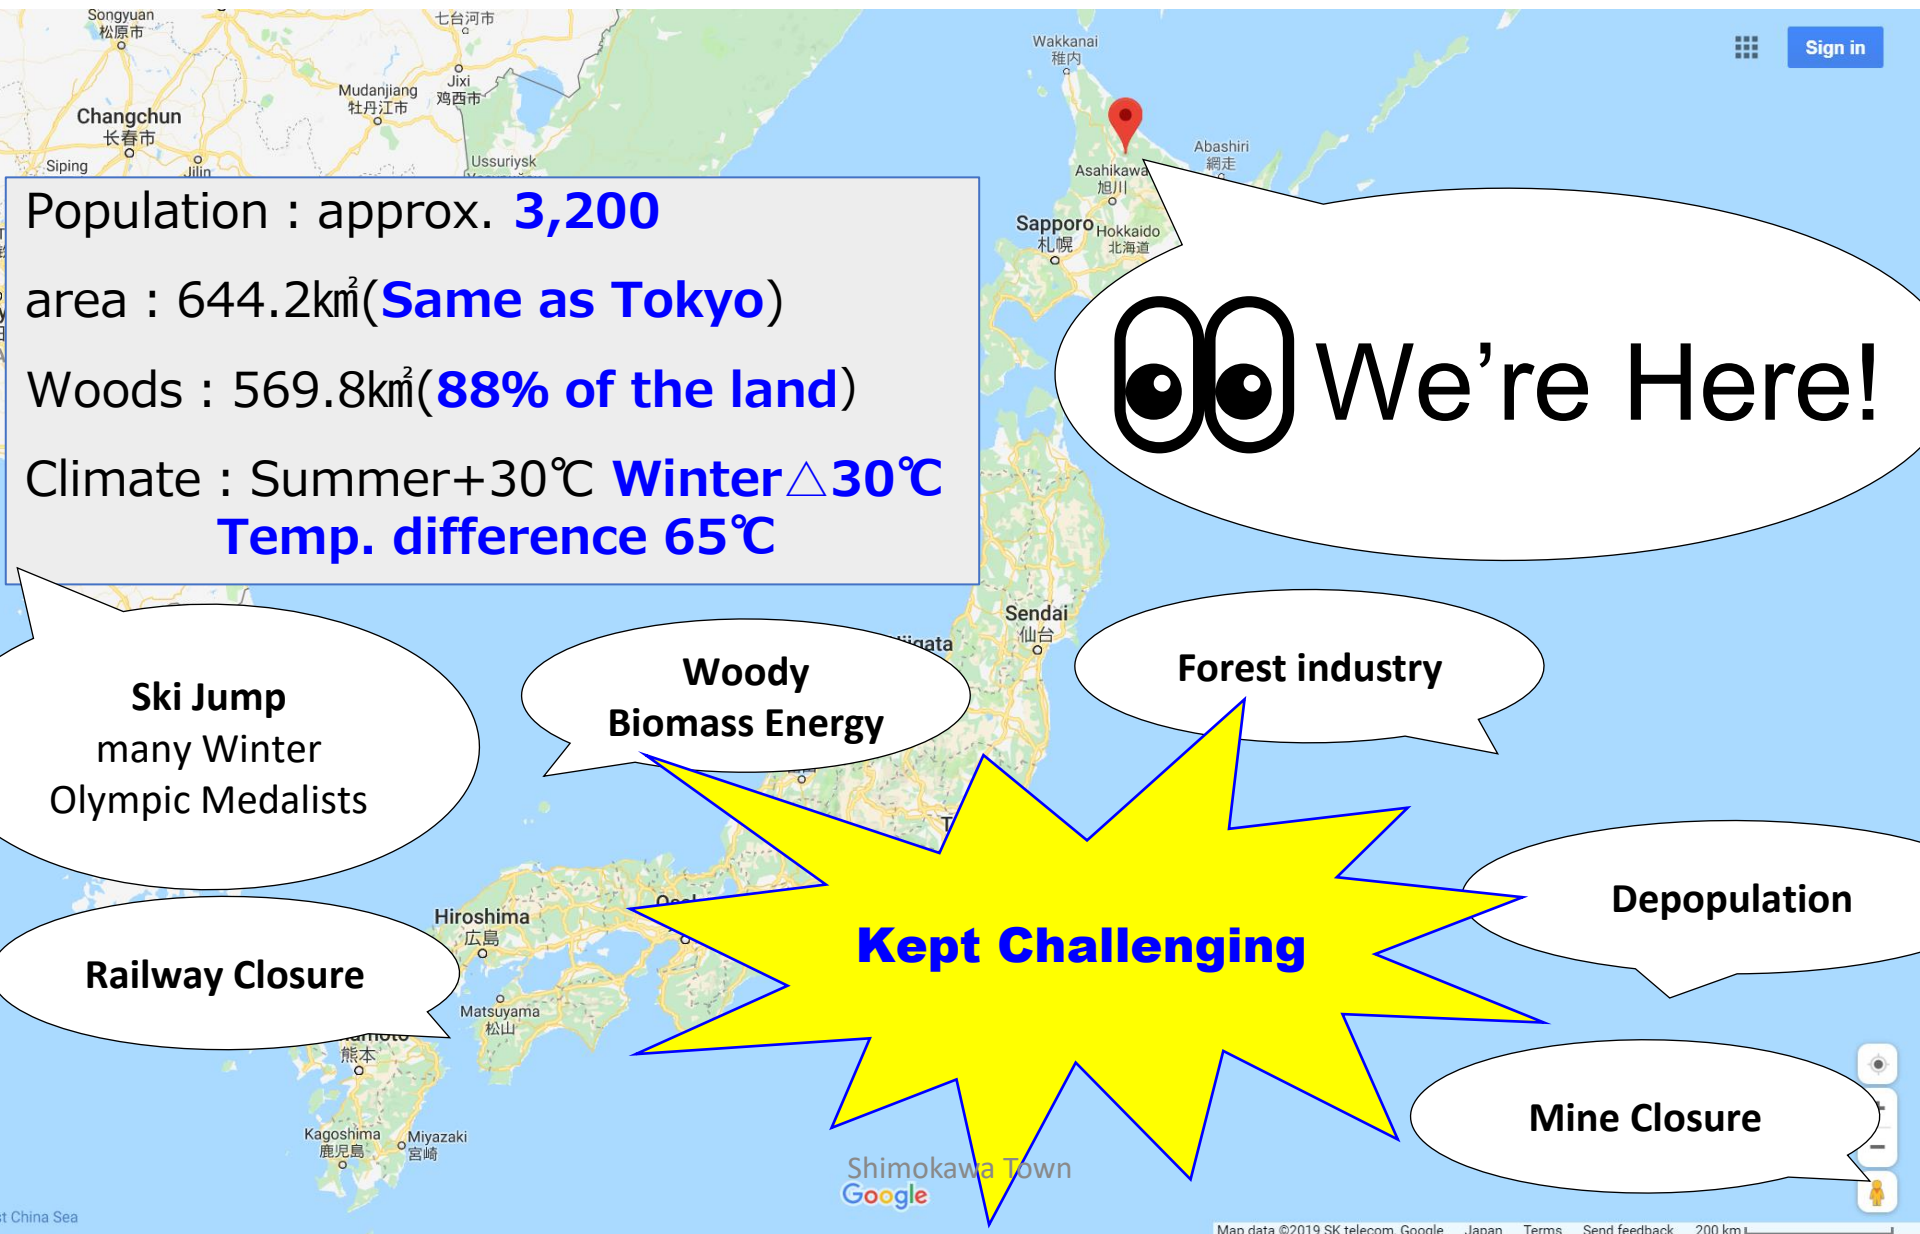 Songyuan
松原市
七台河市
Wakkanai
稚内
Sign in
Mudanjiang
牡丹江市
Jixi
鸡西市
Changchun
长春市
Siping
Jilin
Ussuriysk
Abashiri
網走
Asahikawa
旭川
Sapporo
札幌
Hokkaido
北海道
Population : approx. 3,200
area : 644.2㎢(Same as Tokyo)
Woods : 569.8㎢(88% of the land)
Climate : Summer+30℃ Winter△30℃
Temp. difference 65℃
We're Here!
Sendai
仙台
Ski Jump
many Winter
Olympic Medalists
Woody
Biomass Energy
Forest industry
Hiroshima
広島
Kept Challenging
Depopulation
Railway Closure
Matsuyama
松山
熊本
Mine Closure
Kagoshima
鹿児島
Miyazaki
宮崎
Shimokawa Town
Google
China Sea
Map data ©2019 SK telecom, Google Japan Terms Send feedback 200 km